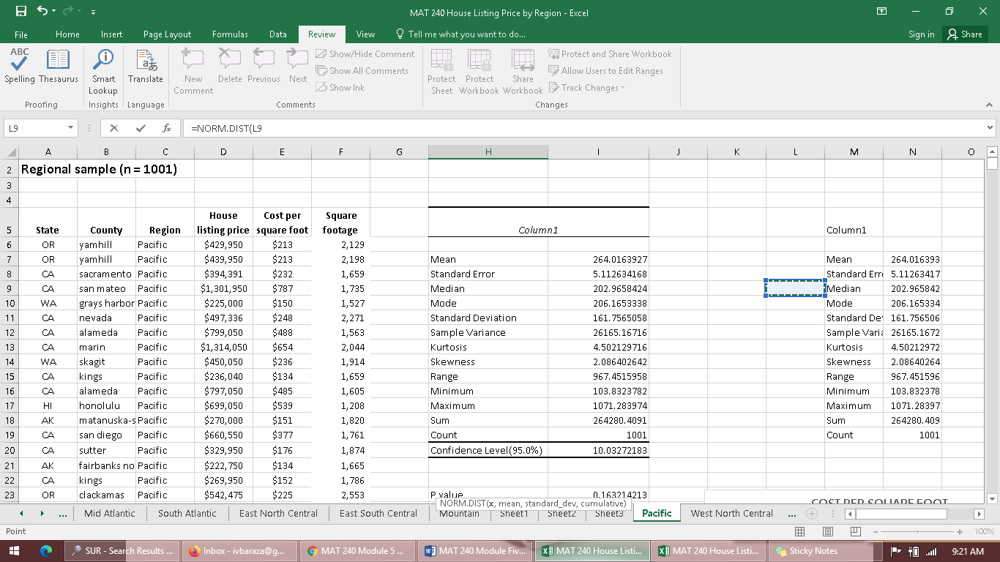 MAT 240 House Listing Price by Region - Excel
File Home Insert Page Layout Formulas Data Review View Tell me what you want to do... Sign in Share
ABC
Spelling Thesaurus Smart Lookup Translate New Comment Delete Previous Next Show/Hide Comment Show All Comments Show Ink Protect Sheet Protect Workbook Share Workbook Protect and Share Workbook Allow Users to Edit Ranges Track Changes
Proofing Insights Language Comments Changes
L9 fx =NORM.DIST(L9
A B C D E F G H I J K L M N O
2 Regional sample (n = 1001)
3
4
5 State County Region House listing price Cost per square foot Square footage Column1 Column1
6 OR yamhill Pacific $429,950 $213 2,129
7 OR yamhill Pacific $439,950 $213 2,198 Mean 264.0163927 Mean 264.016393
8 CA sacramento Pacific $394,391 $232 1,659 Standard Error 5.112634168 Standard Erro 5.11263417
9 CA san mateo Pacific $1,301,950 $787 1,735 Median 202.9658424 Median 202.965842
10 WA grays harbor Pacific $225,000 $150 1,527 Mode 206.1653338 Mode 206.165334
11 CA nevada Pacific $497,336 $248 2,271 Standard Deviation 161.7565058 Standard De 161.756506
12 CA alameda Pacific $799,050 $488 1,563 Sample Variance 26165.16716 Sample Varia 26165.1672
13 CA marin Pacific $1,314,050 $654 2,044 Kurtosis 4.502129716 Kurtosis 4.50212972
14 WA skagit Pacific $450,050 $236 1,914 Skewness 2.086402642 Skewness 2.08640264
15 CA kings Pacific $236,040 $134 1,659 Range 967.4515958 Range 967.451596
16 CA alameda Pacific $797,050 $485 1,605 Minimum 103.8323782 Minimum 103.832378
17 HI honolulu Pacific $699,050 $539 1,208 Maximum 1071.283974 Maximum 1071.28397
18 AK matanuska-s Pacific $270,000 $151 1,820 Sum 264280.4091 Sum 264280.409
19 CA san diego Pacific $660,550 $377 1,761 Count 1001 Count 1001
20 CA sutter Pacific $329,950 $176 1,874 Confidence Level(95.0%) 10.03272183
21 AK fairbanks no Pacific $222,750 $134 1,665
22 CA kings Pacific $269,950 $152 1,786
23 OR clackamas Pacific $542,475 $225 2,553 P value 0.163214213 COST PER SQUARE FOOT
NORM.DIST(x, mean, standard_dev, cumulative)
... Mid Atlantic South Atlantic East North Central East South Central Mountain Sheet1 Sheet2 Sheet3 Pacific West North Central ...
Point 100%
SUR - Search Results ... Inbox - ivbaraza@g... MAT 240 Module 5 ... MAT 240 Module Fiv... MAT 240 House Listi... MAT 240 House Listi... Sticky Notes 9:21 AM